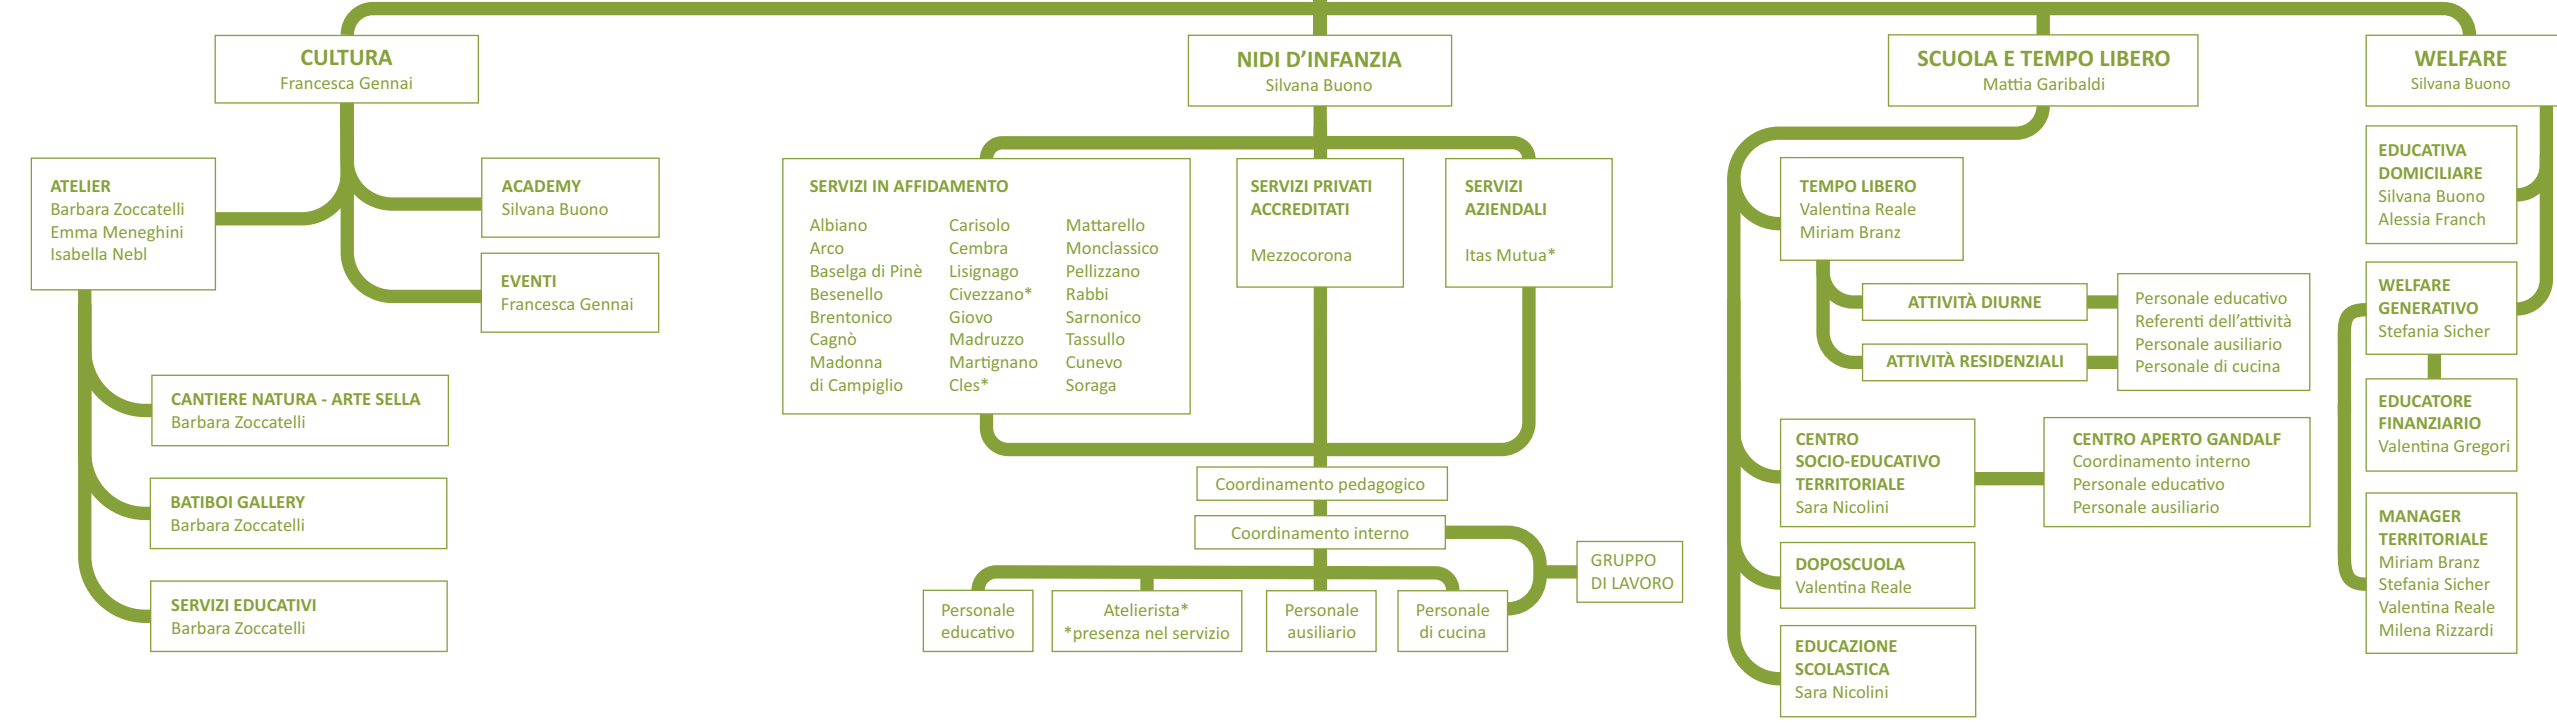 CULTURA
Francesca Gennai
ATELIER
Barbara Zoccatelli
Emma Meneghini
Isabella Nebl
ACADEMY
Silvana Buono
EVENTI
Francesca Gennai
CANTIERE NATURA - ARTE SELLA
Barbara Zoccatelli
BATIBOI GALLERY
Barbara Zoccatelli
SERVIZI EDUCATIVI
Barbara Zoccatelli
NIDI D’INFANZIA
Silvana Buono
SERVIZI IN AFFIDAMENTO
Albiano
Arco
Baselga di Pinè
Besenello
Brentonico
Cagnò
Madonna
di Campiglio
Carisolo
Cembra
Lisignago
Civezzano*
Giovo
Madruzzo
Martignano
Cles*
Mattarello
Monclassico
Pellizzano
Rabbi
Sarnonico
Tassullo
Cunevo
Soraga
SERVIZI PRIVATI
ACCREDITATI
Mezzocorona
SERVIZI
AZIENDALI
Itas Mutua*
Coordinamento pedagogico
Coordinamento interno
GRUPPO
DI LAVORO
Personale
educativo
Atelierista*
*presenza nel servizio
Personale
ausiliario
Personale
di cucina
SCUOLA E TEMPO LIBERO
Mattia Garibaldi
TEMPO LIBERO
Valentina Reale
Miriam Branz
ATTIVITÀ DIURNE
ATTIVITÀ RESIDENZIALI
Personale educativo
Referenti dell’attività
Personale ausiliario
Personale di cucina
CENTRO
SOCIO-EDUCATIVO
TERRITORIALE
Sara Nicolini
CENTRO APERTO GANDALF
Coordinamento interno
Personale educativo
Personale ausiliario
DOPOSCUOLA
Valentina Reale
EDUCAZIONE
SCOLASTICA
Sara Nicolini
WELFARE
Silvana Buono
EDUCATIVA
DOMICILIARE
Silvana Buono
Alessia Franch
WELFARE
GENERATIVO
Stefania Sicher
EDUCATORE
FINANZIARIO
Valentina Gregori
MANAGER
TERRITORIALE
Miriam Branz
Stefania Sicher
Valentina Reale
Milena Rizzardi